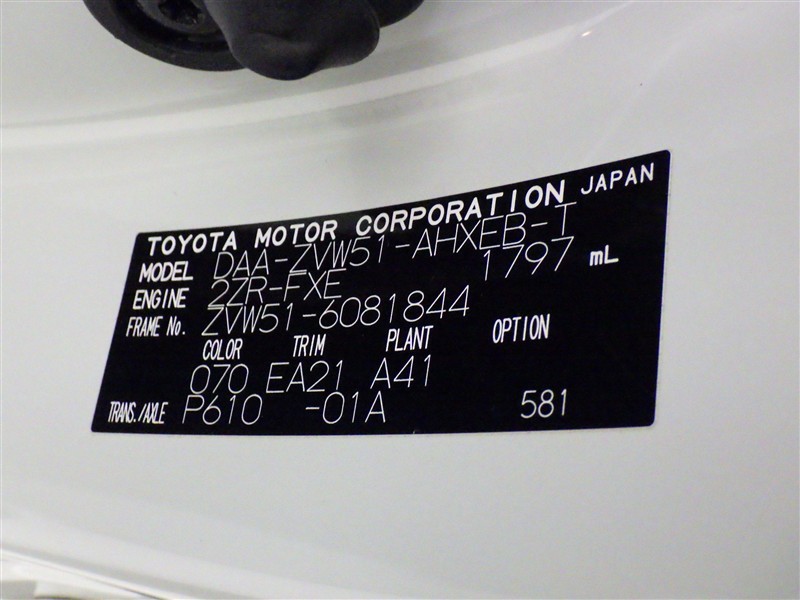 TOYOTA MOTOR CORPORATION JAPAN
MODEL DAA-ZVW51-AHXEB-T
ENGINE 2ZR-FXE 1797 mL
FRAME No. ZVW51-6081844
COLOR TRIM PLANT OPTION
070 EA21 A41
TRANS./AXLE P610 -01A 581